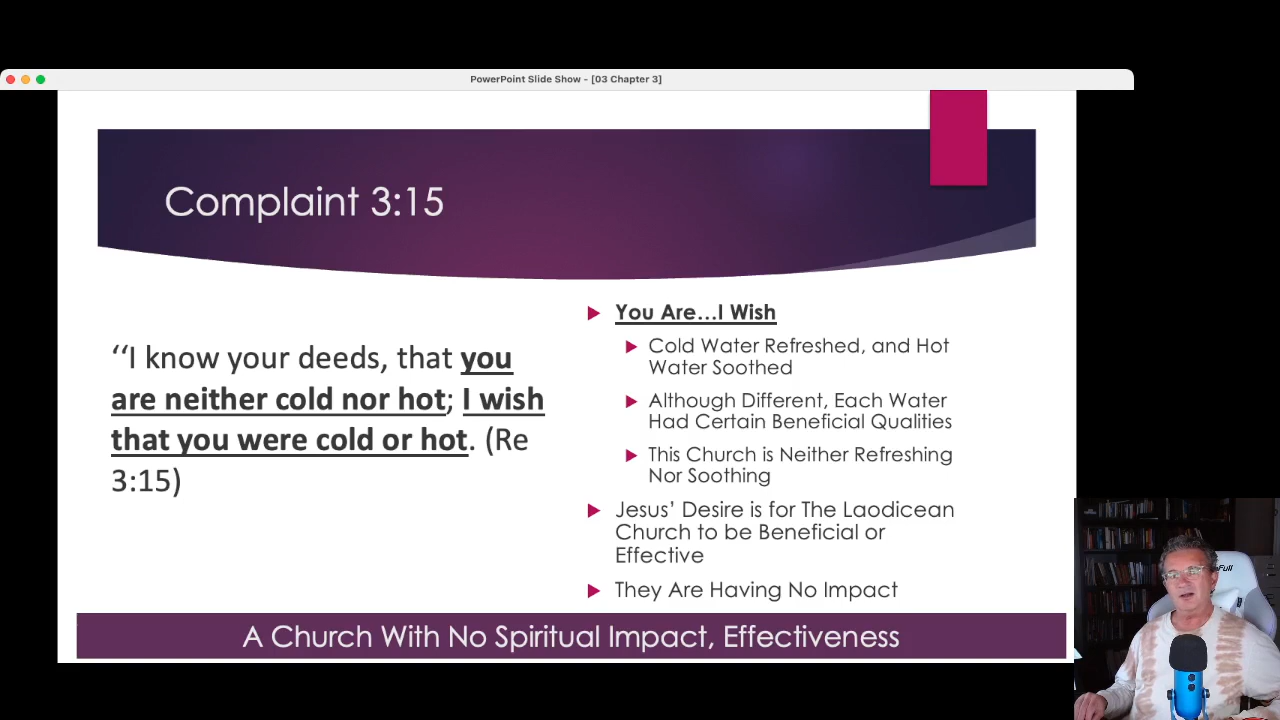 PowerPoint Slide Show - [03 Chapter 3]
Complaint 3:15
‘‘I know your deeds, that you
are neither cold nor hot; I wish
that you were cold or hot. (Re
3:15)
You Are…I Wish
Cold Water Refreshed, and Hot
Water Soothed
Although Different, Each Water
Had Certain Beneficial Qualities
This Church is Neither Refreshing
Nor Soothing
Jesus’ Desire is for The Laodicean
Church to be Beneficial or
Effective
They Are Having No Impact
A Church With No Spiritual Impact, Effectiveness